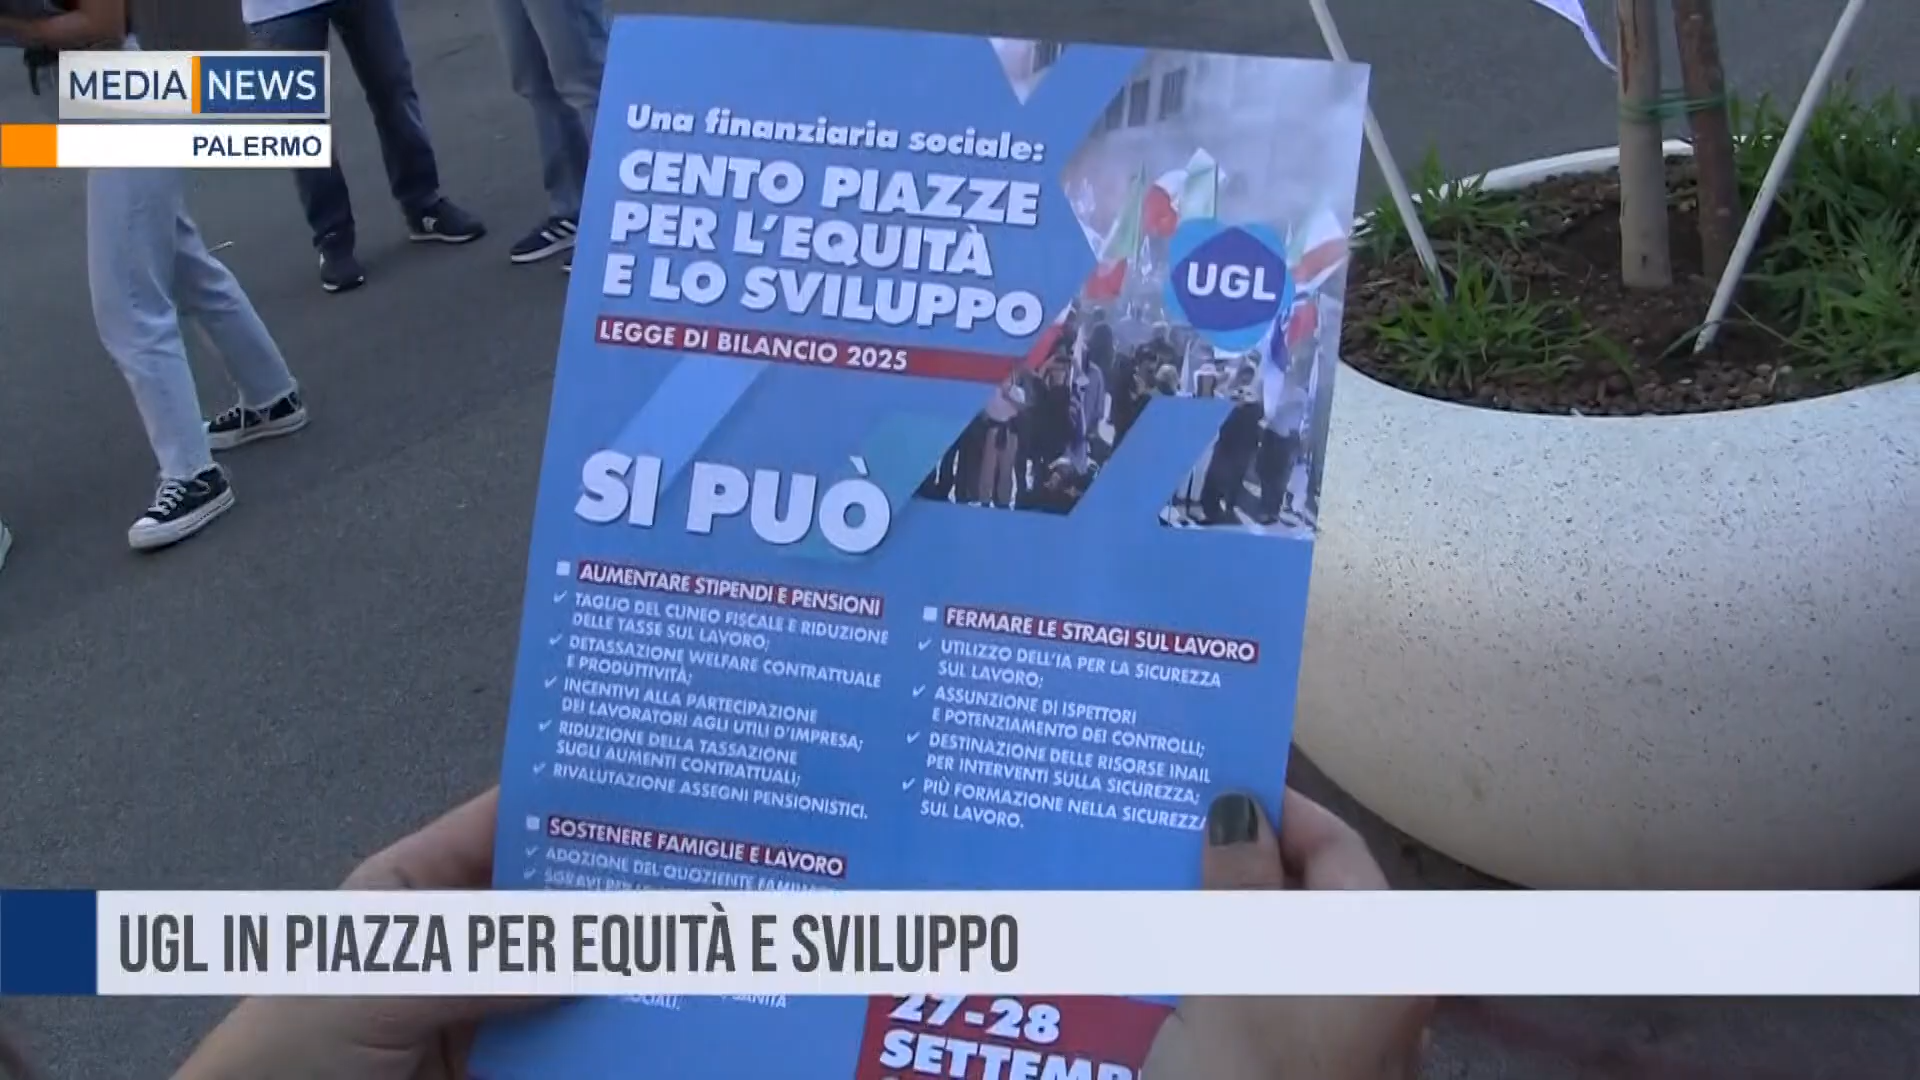 MEDIA NEWS
PALERMO
Una finanziaria sociale:
CENTO PIAZZE
PER L'EQUITÀ
E LO SVILUPPO
LEGGE DI BILANCIO 2025
UGL
SI PUÒ
AUMENTARE STIPENDI E PENSIONI
TAGLIO DEL CUNEO FISCALE E RIDUZIONE
DELLE TASSE SUL LAVORO;
DETASSAZIONE WELFARE CONTRATTUALE
E PRODUTTIVITÀ;
INCENTIVI ALLA PARTECIPAZIONE
DEI LAVORATORI AGLI UTILI D'IMPRESA;
RIDUZIONE DELLA TASSAZIONE
SUGLI AUMENTI CONTRATTUALI;
RIVALUTAZIONE ASSEGNI PENSIONISTICI.
SOSTENERE FAMIGLIE E LAVORO
ADOZIONE DEL QUOZIENTE
SGRAVI PER
FERMARE LE STRAGI SUL LAVORO
UTILIZZO DELL'IA PER LA SICUREZZA
SUL LAVORO;
ASSUNZIONE DI ISPETTORI
E POTENZIAMENTO DEI CONTROLLI;
DESTINAZIONE DELLE RISORSE INAIL
PER INTERVENTI SULLA SICUREZZA;
PIÙ FORMAZIONE NELLA SICUREZZA
SUL LAVORO.
UGL IN PIAZZA PER EQUITÀ E SVILUPPO
27-28
SETTEMB